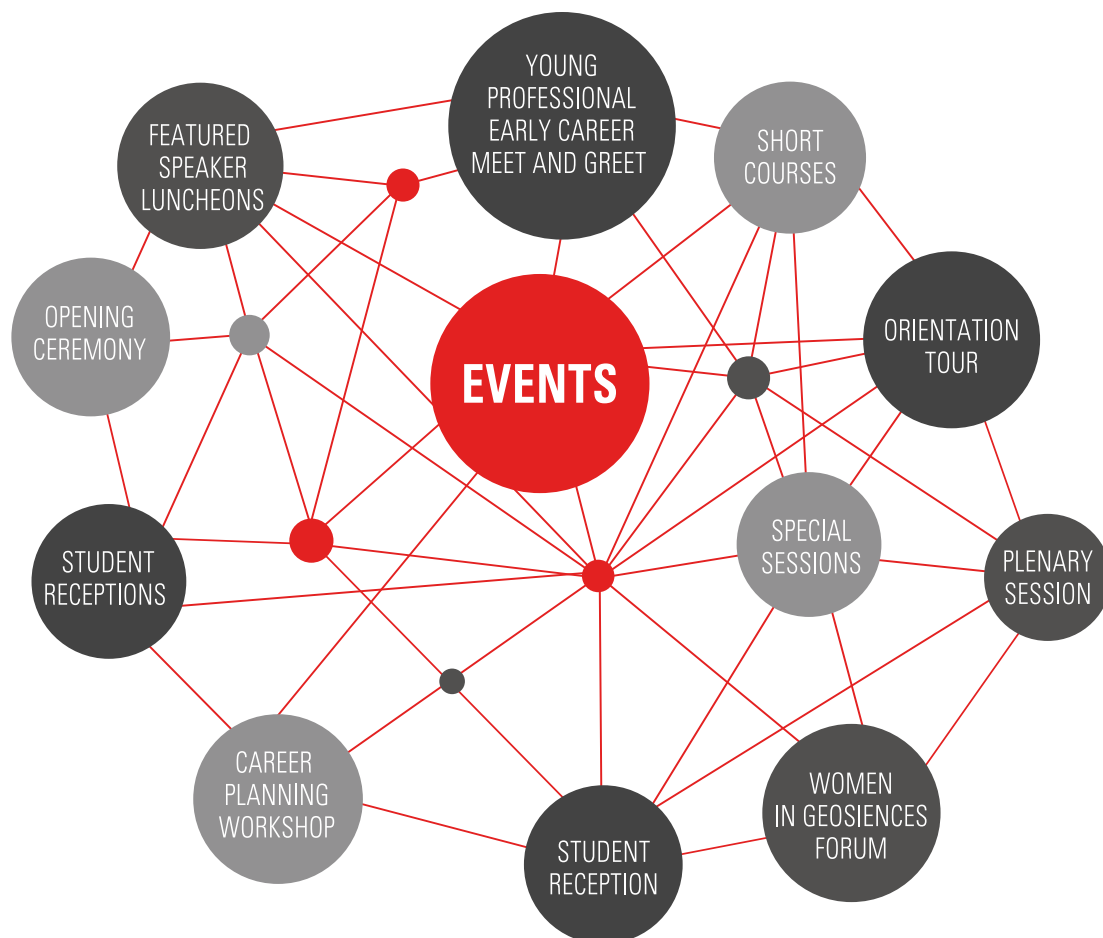 YOUNG
PROFESSIONAL
EARLY CAREER
MEET AND GREET
FEATURED
SPEAKER
LUNCHEONS
SHORT
COURSES
OPENING
CEREMONY
ORIENTATION
TOUR
EVENTS
STUDENT
RECEPTIONS
SPECIAL
SESSIONS
PLENARY
SESSION
CAREER
PLANNING
WORKSHOP
WOMEN
IN GEOSIENCES
FORUM
STUDENT
RECEPTION